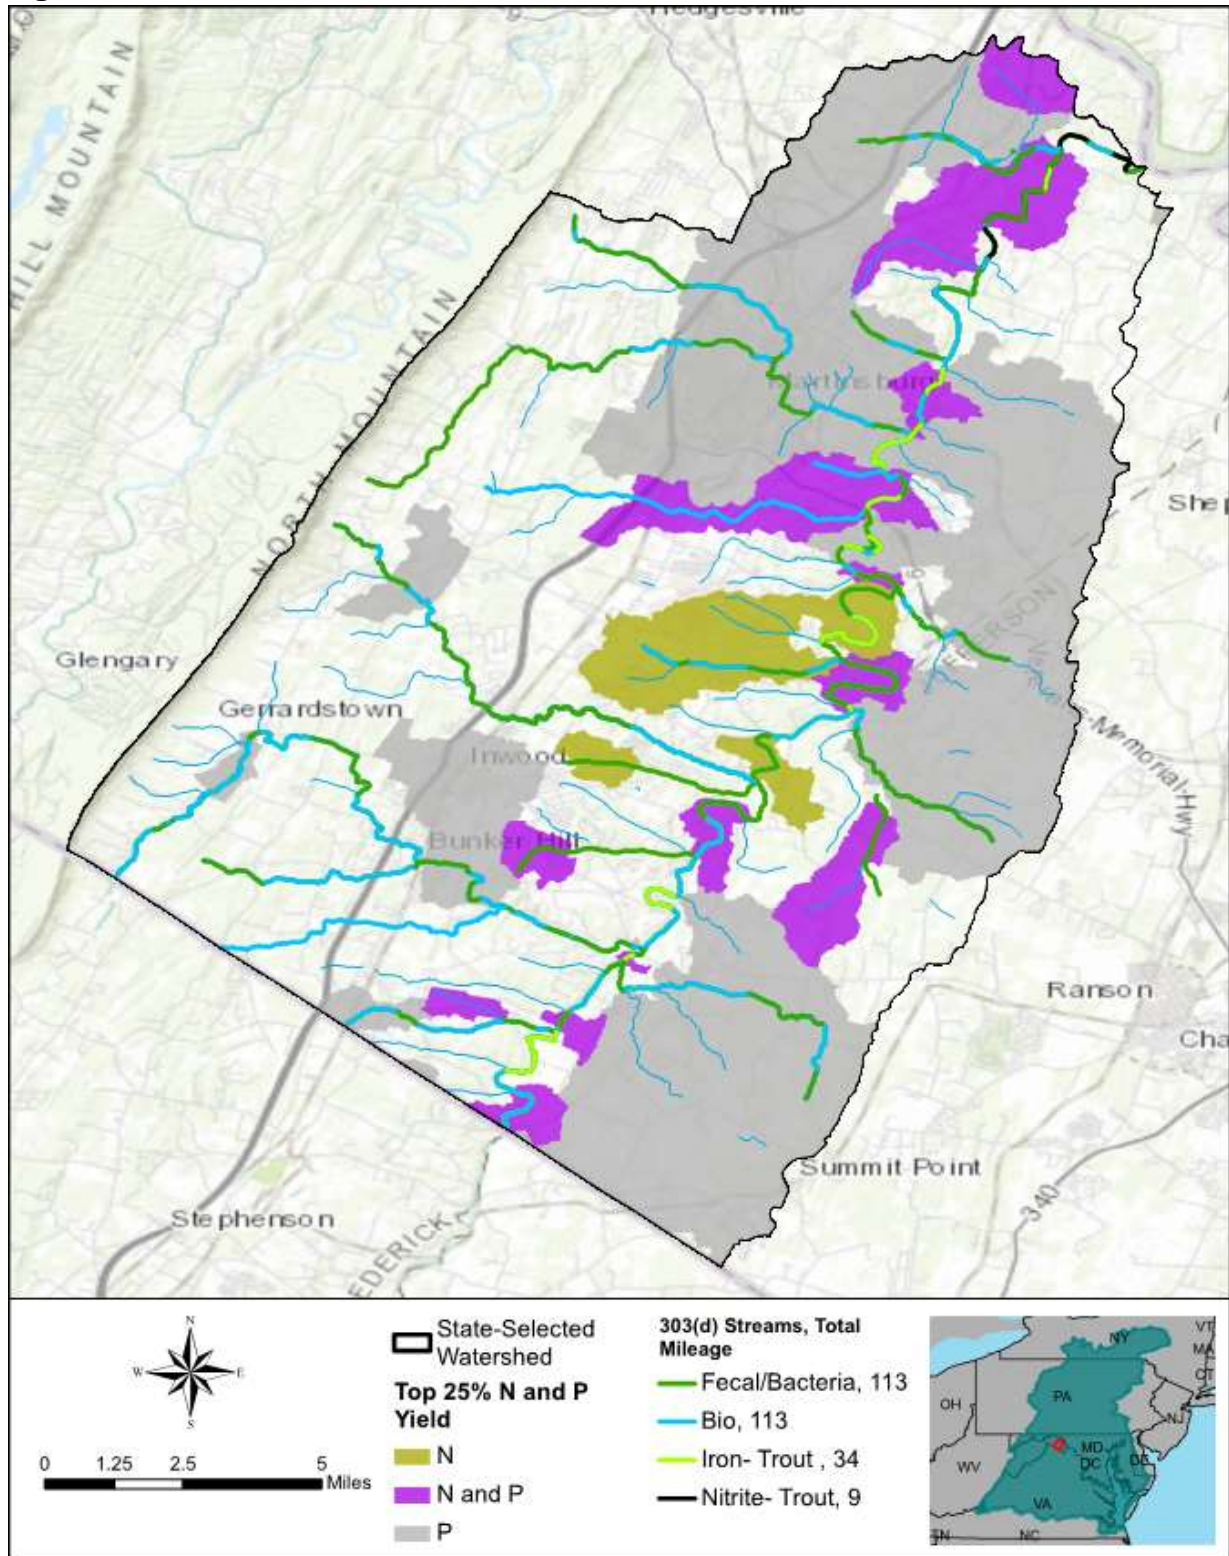 Hedgesville
HILL MOUNTAIN
NORTH MOUNTAIN
Martinsburg
Shep
Glengary
Gerrardstown
Inwood
Bunker Hill
JEFFERSON
-Memorial-Hwy
Ranson
Cha
Summit Point
340
Stephenson
EDERICK
N
W
E
S
0 1.25 2.5 5
Miles
State-Selected
Watershed
Top 25% N and P
Yield
N
N and P
P
303(d) Streams, Total
Mileage
Fecal/Bacteria, 113
Bio, 113
Iron- Trout , 34
Nitrite- Trout, 9
NY
VT
MA
CT
PA
OH
NJ
MD
DC
DE
WV
VA
TN
NC